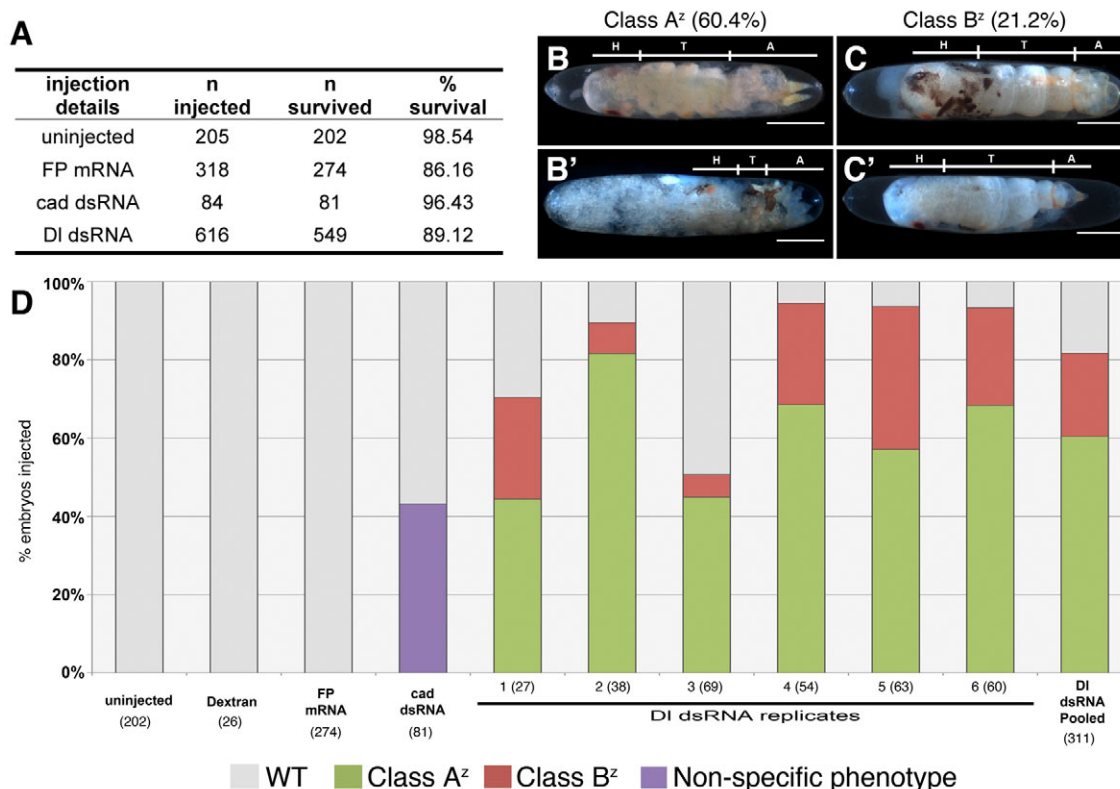 A
injection details n injected n survived % survival
uninjected 205 202 98.54
FP mRNA 318 274 86.16
cad dsRNA 84 81 96.43
Dl dsRNA 616 549 89.12
Class Aᶻ (60.4%)
Class Bᶻ (21.2%)
B
H T A
C
H T A
B’
H T A
C’
H T A
D
% embryos injected
100%
80%
60%
40%
20%
0%
uninjected
(202)
Dextran
(26)
FP
mRNA
(274)
cad
dsRNA
(81)
1 (27) 2 (38) 3 (69) 4 (54) 5 (63) 6 (60)
Dl dsRNA replicates
Dl
dsRNA
Pooled
(311)
WT Class Aᶻ Class Bᶻ Non-specific phenotype